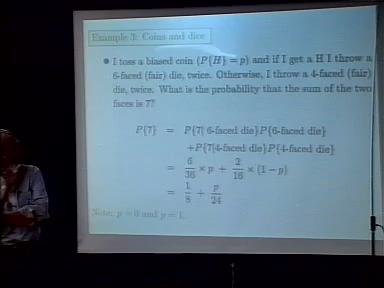 Example 3: Coins and dice
• I toss a biased coin (P{H} = p) and if I get a H I throw a
6-faced (fair) die, twice. Otherwise, I throw a 4-faced (fair)
die, twice. What is the probability that the sum of the two
faces is 7?
P{7} = P{7|6-faced die}P{6-faced die}
+P{7|4-faced die}P{4-faced die}
= 6/36 × p + 2/16 × (1 − p)
= 1/8 + p/24
Note: p = 0 and p = 1.